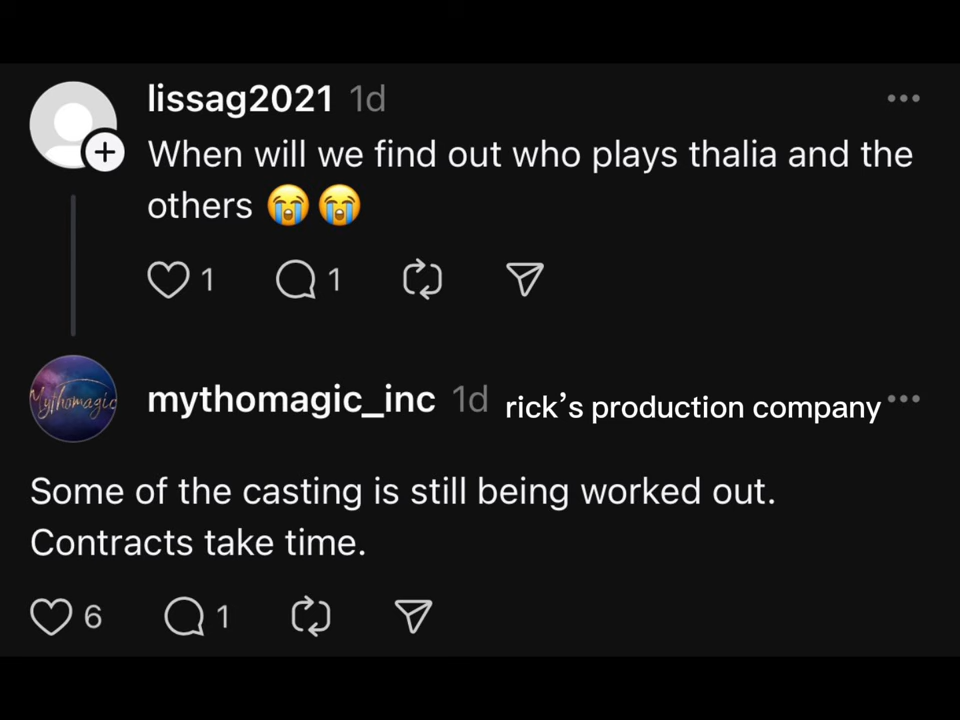 lissag2021 1d
When will we find out who plays thalia and the
others 😭😭
1 1
mythomagic_inc 1d rick's production company
Mythomagic
Some of the casting is still being worked out.
Contracts take time.
6 1